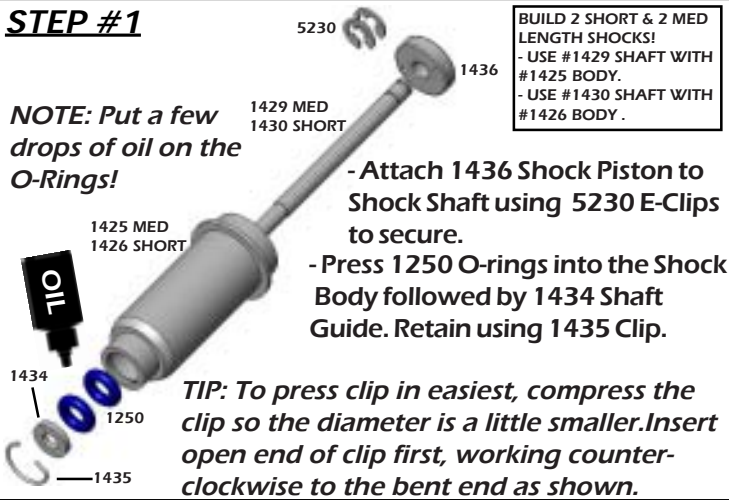 STEP #1
5230
1436
BUILD 2 SHORT & 2 MED
LENGTH SHOCKS!
- USE #1429 SHAFT WITH
#1425 BODY.
- USE #1430 SHAFT WITH
#1426 BODY .
NOTE: Put a few
drops of oil on the
O-Rings!
1429 MED
1430 SHORT
- Attach 1436 Shock Piston to
Shock Shaft using 5230 E-Clips
to secure.
- Press 1250 O-rings into the Shock
Body followed by 1434 Shaft
Guide. Retain using 1435 Clip.
1425 MED
1426 SHORT
OIL
1434
1250
1435
TIP: To press clip in easiest, compress the
clip so the diameter is a little smaller.Insert
open end of clip first, working counter-
clockwise to the bent end as shown.